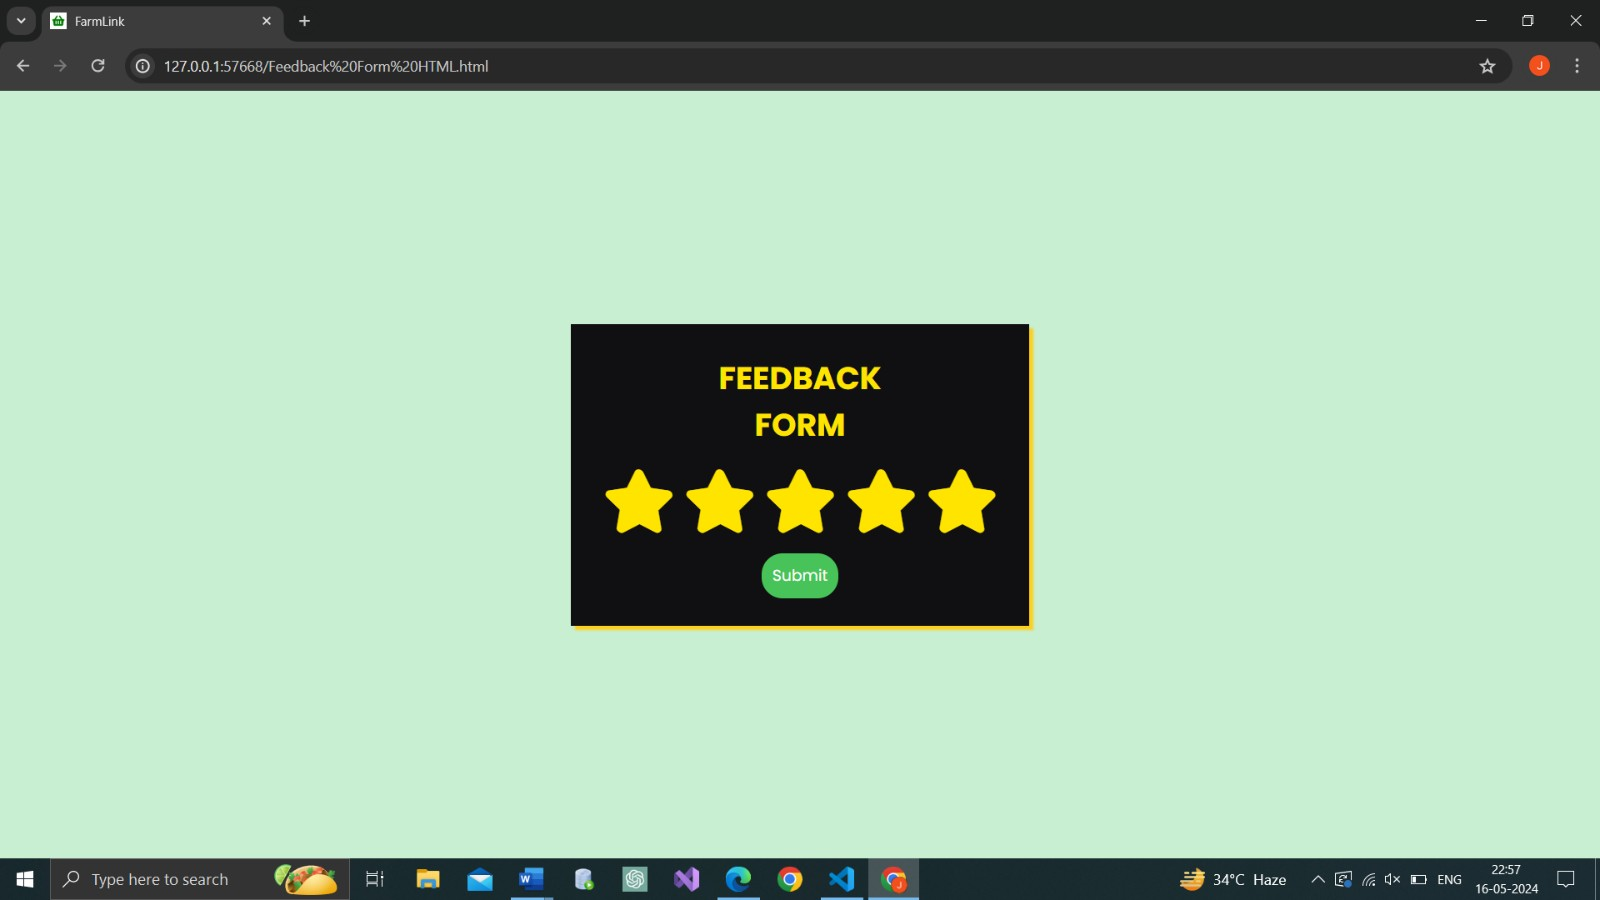 FarmLink
127.0.0.1:57668/Feedback%20Form%20HTML.html
J
FEEDBACK
FORM
Submit
Type here to search
34°C Haze
ENG
22:57
16-05-2024